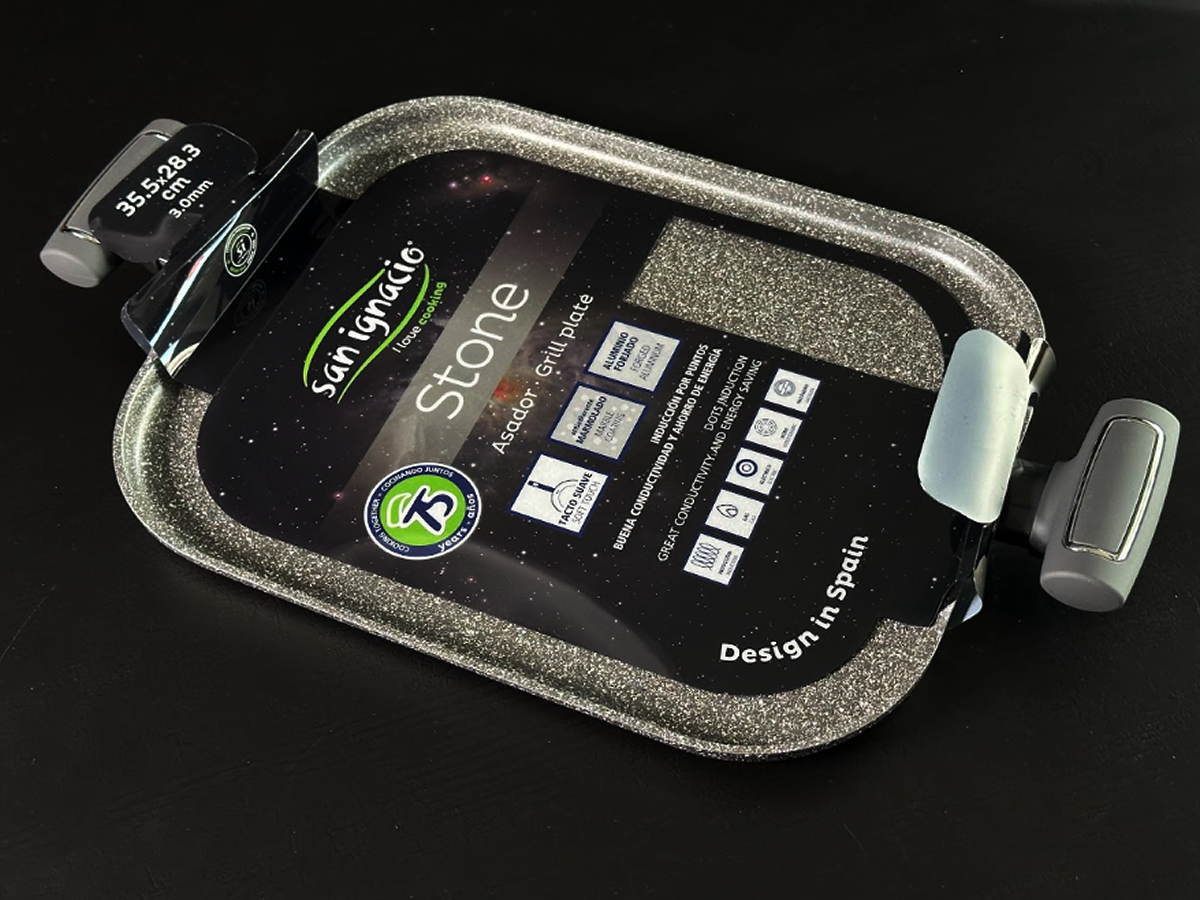 35.5x28.3
cm
3.0mm
san ignacio
I love cooking
Stone
Asador · Grill plate
ALUMINIO
FORJADO
FORGED
ALUMINUM
MARMOLADO
MARBLE
COATING
TACTO SUAVE
SOFT TOUCH
INDUCCIÓN POR PUNTOS
BUENA CONDUCTIVIDAD Y AHORRO DE ENERGÍA
DOTS INDUCTION
GREAT CONDUCTIVITY AND ENERGY SAVING
COOKING TOGETHER · COCINANDO JUNTOS
75
years · años
GAS
Design in Spain